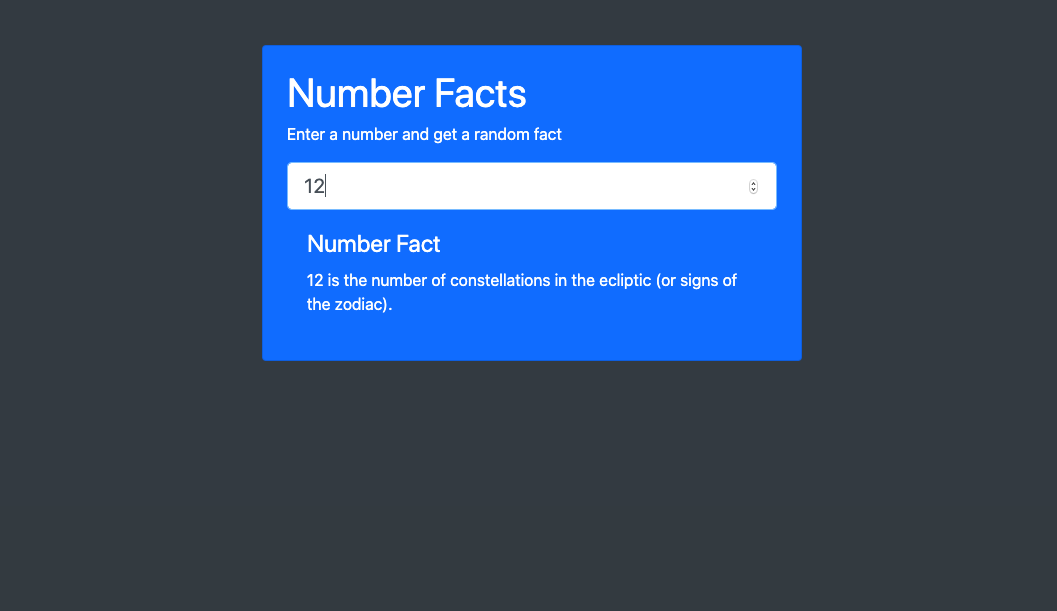 Number Facts
Enter a number and get a random fact
12
Number Fact
12 is the number of constellations in the ecliptic (or signs of
the zodiac).